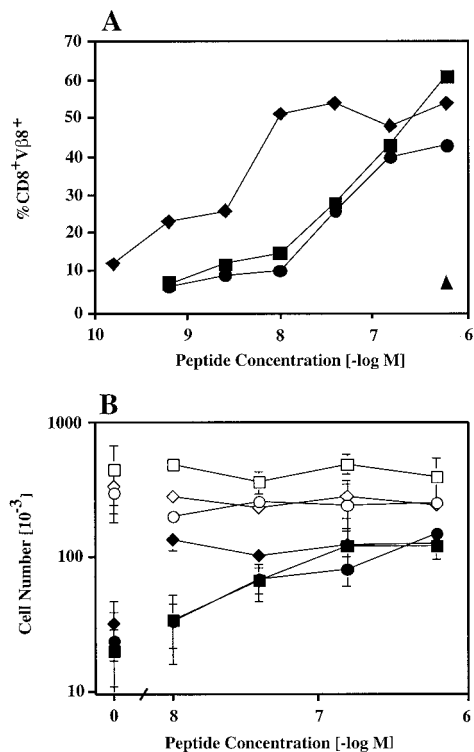 A
%CD8⁺Vβ8⁺
70
60
50
40
30
20
10
0
10 9 8 7 6
Peptide Concentration [-log M]
B
Cell Number [10⁻³]
1000
100
10
0 8 7 6
Peptide Concentration [-log M]